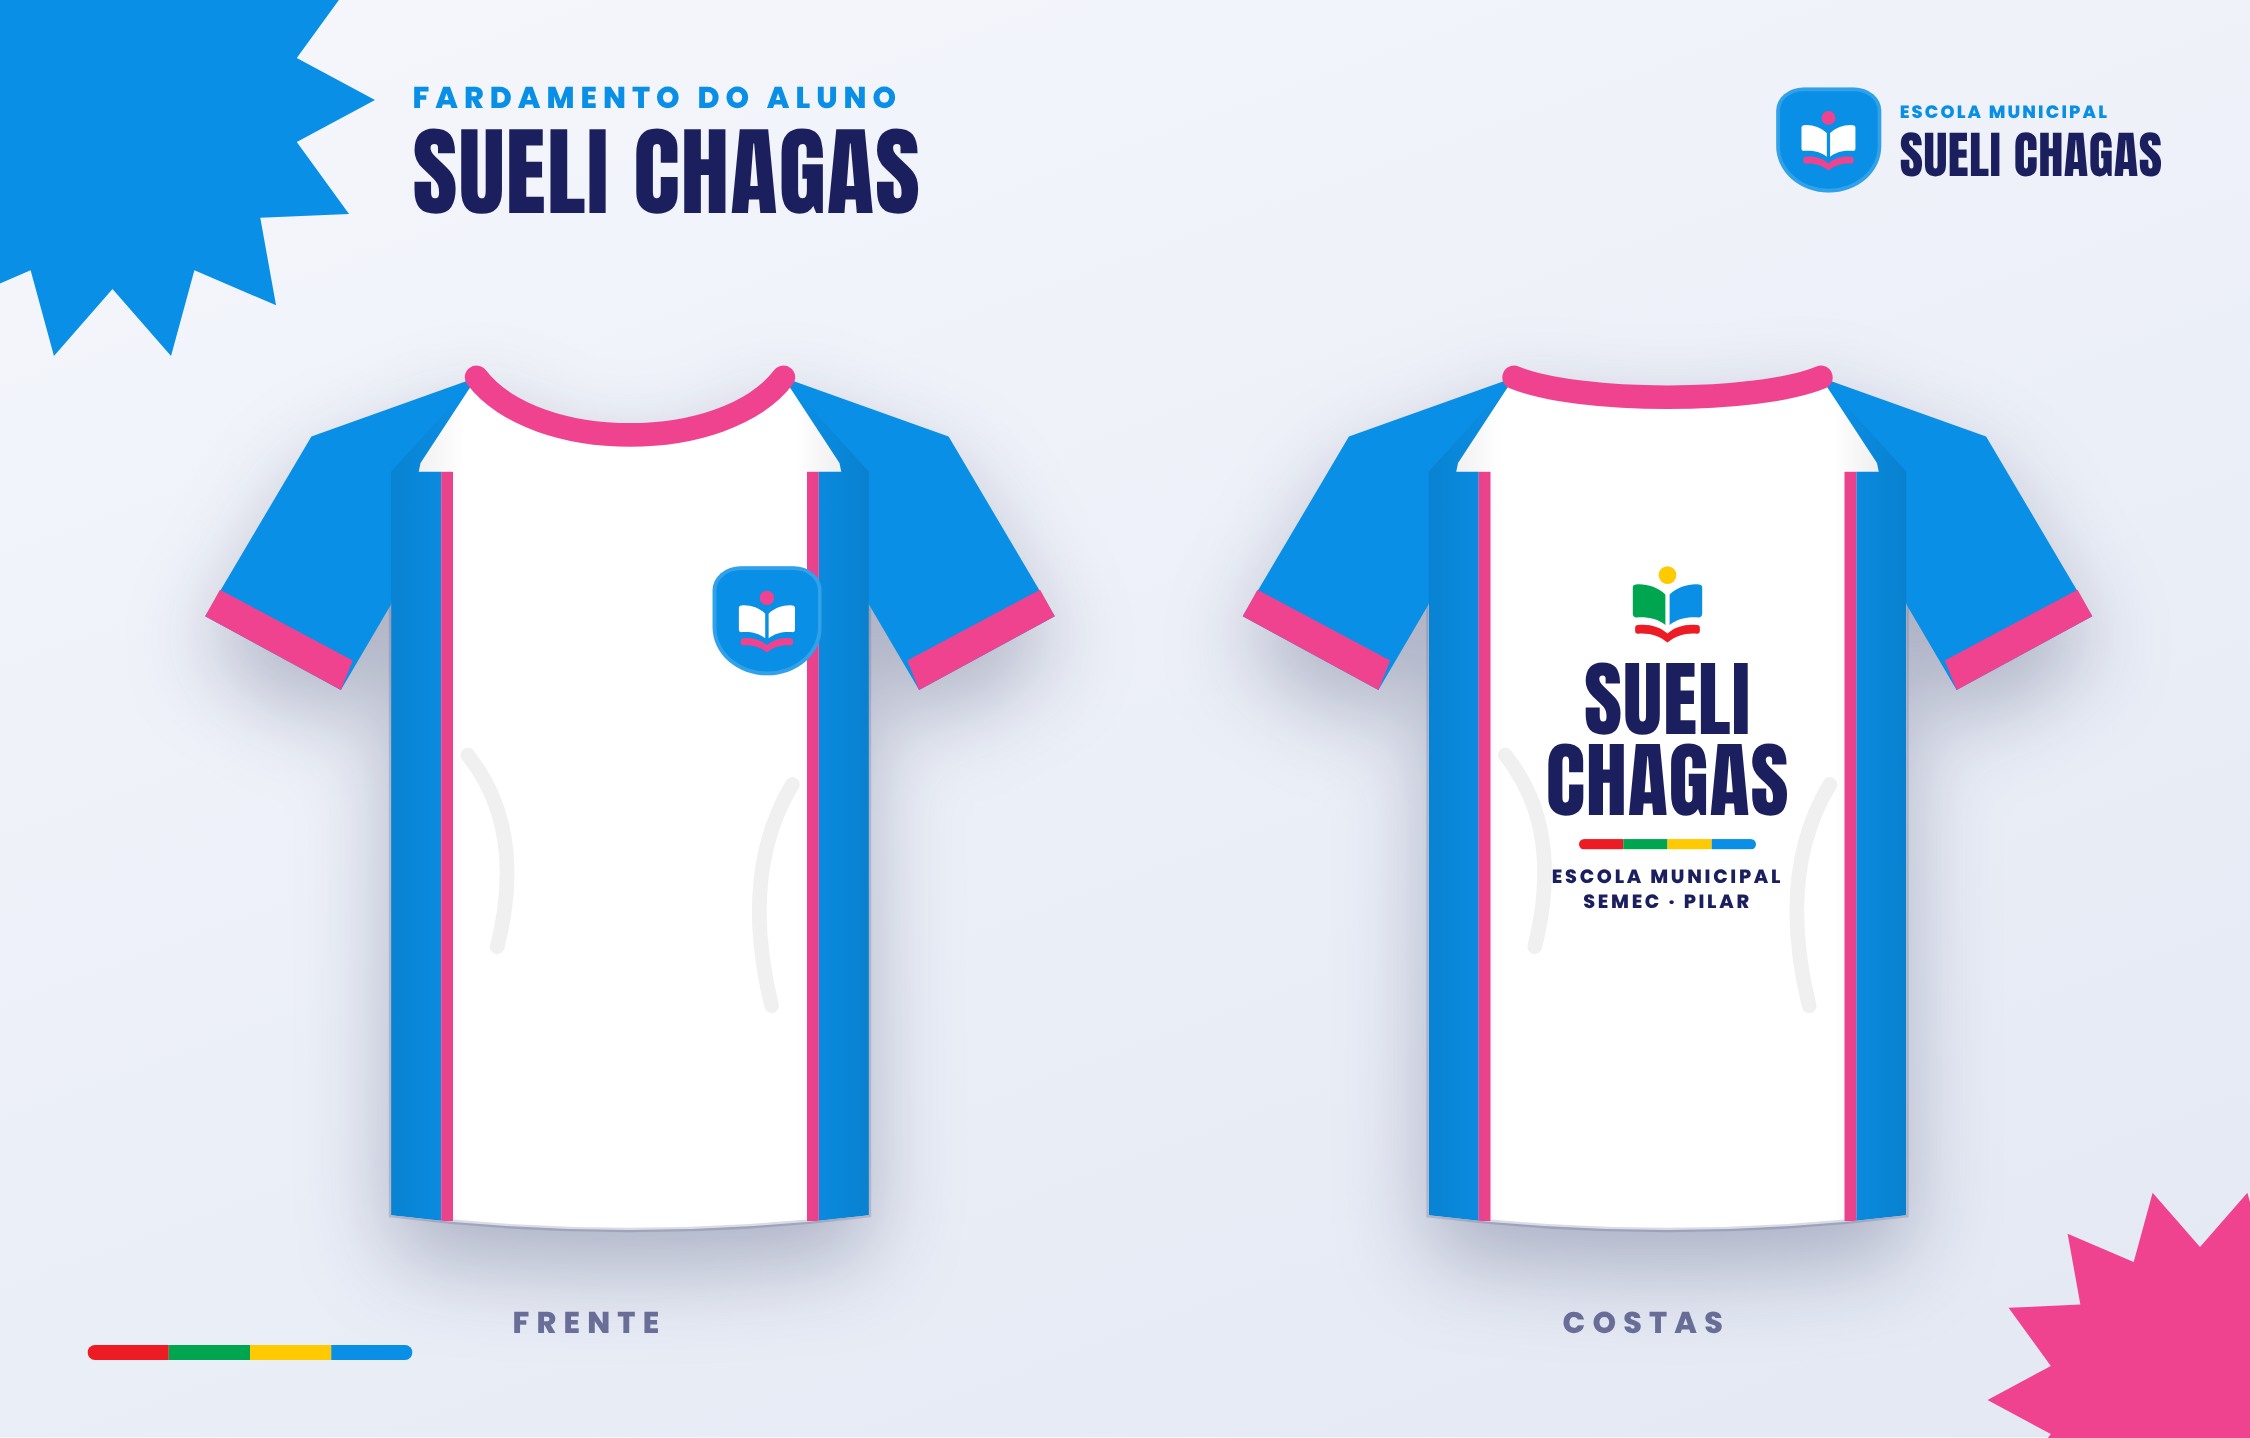 FARDAMENTO DO ALUNO
SUELI CHAGAS
ESCOLA MUNICIPAL
SUELI CHAGAS
SUELI
CHAGAS
ESCOLA MUNICIPAL
SEMEC · PILAR
FRENTE
COSTAS